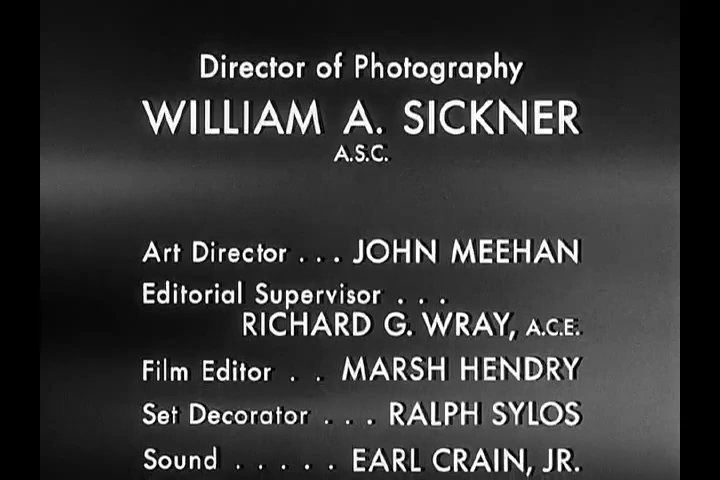 Director of Photography
WILLIAM A. SICKNER
A.S.C.
Art Director . . . JOHN MEEHAN
Editorial Supervisor . . .
RICHARD G. WRAY, A.C.E.
Film Editor . . MARSH HENDRY
Set Decorator . . . RALPH SYLOS
Sound . . . . . EARL CRAIN, JR.